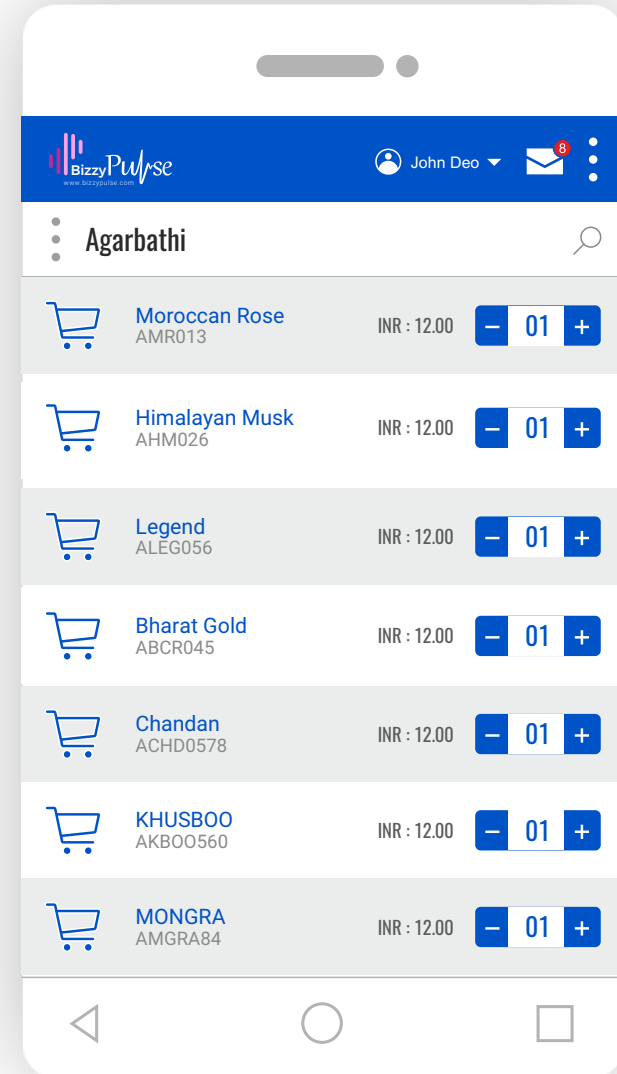 BizzyPulse
www.bizzypulse.com
John Deo
8
Agarbathi
Moroccan Rose
AMR013
INR : 12.00
– 01 +
Himalayan Musk
AHM026
INR : 12.00
– 01 +
Legend
ALEG056
INR : 12.00
– 01 +
Bharat Gold
ABCR045
INR : 12.00
– 01 +
Chandan
ACHD0578
INR : 12.00
– 01 +
KHUSBOO
AKBOO560
INR : 12.00
– 01 +
MONGRA
AMGRA84
INR : 12.00
– 01 +